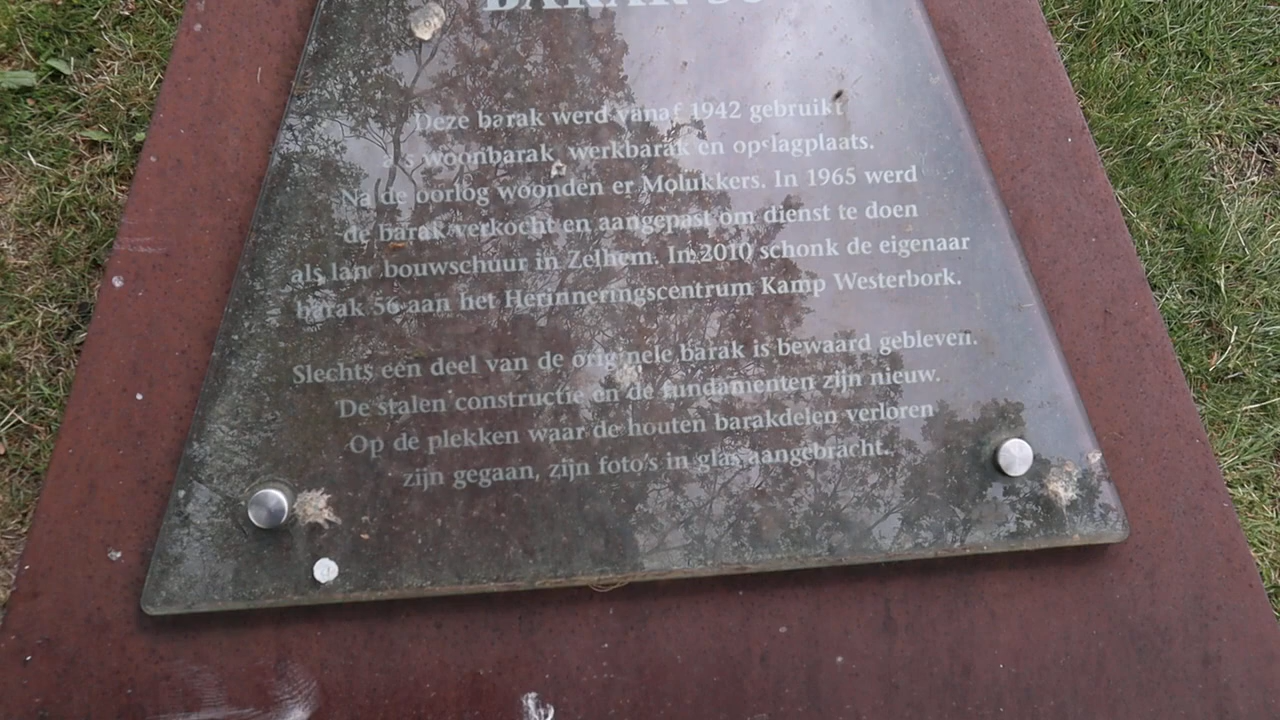 BARAK 56
Deze barak werd vanaf 1942 gebruikt
als woonbarak, werkbarak en opslagplaats.
Na de oorlog woonden er Molukkers. In 1965 werd
de barak verkocht en aangepast om dienst te doen
als landbouwschuur in Zelhem. In 2010 schonk de eigenaar
barak 56 aan het Herinneringscentrum Kamp Westerbork.
Slechts een deel van de originele barak is bewaard gebleven.
De stalen constructie en de fundamenten zijn nieuw.
Op de plekken waar de houten barakdelen verloren
zijn gegaan, zijn foto's in glas aangebracht.